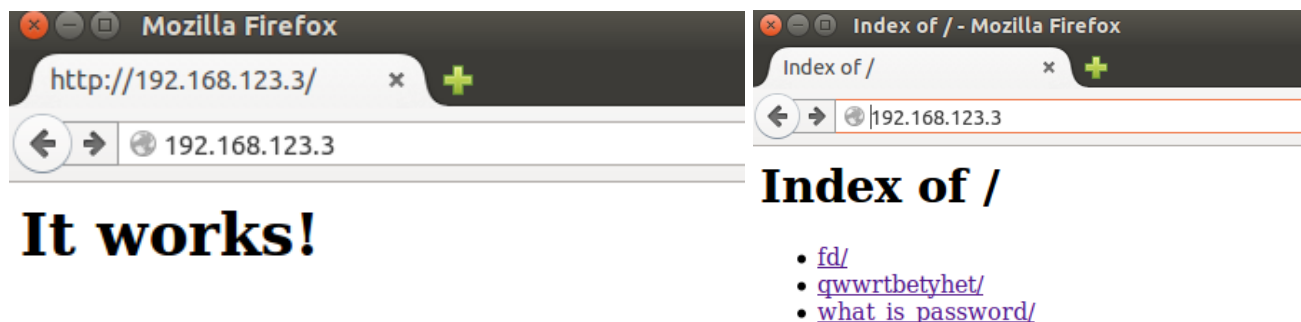 Mozilla Firefox
http://192.168.123.3/
192.168.123.3
It works!
Index of / - Mozilla Firefox
Index of /
192.168.123.3
Index of /
fd/
qwwrtbetyhet/
what_is_password/